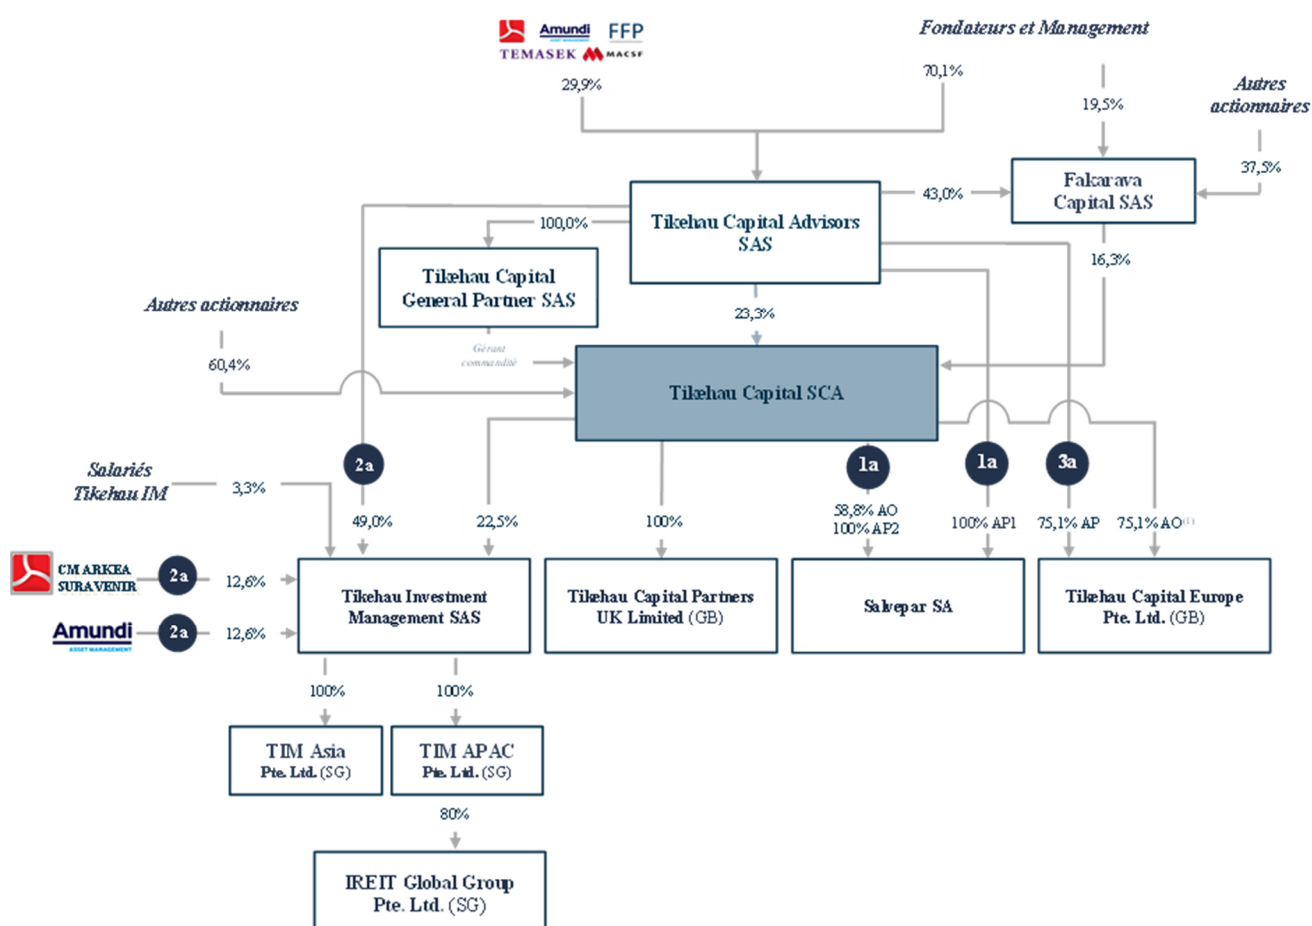 Amundi
ASSET MANAGEMENT
FFP
TEMASEK
MACSF
Fondateurs et Management
29,9%
70,1%
19,5%
Autres
actionnaires
37,5%
Fakarava
Capital SAS
43,0%
Tikehau Capital Advisors
SAS
100,0%
16,3%
Tikehau Capital
General Partner SAS
Autres actionnaires
23,3%
Gérant
commandité
60,4%
Tikehau Capital SCA
2a
1a
1a
3a
Salariés
Tikehau IM
3,3%
49,0%
22,5%
100%
58,8% AO
100% AP2
100% AP1
75,1% AP
75,1% AO(1)
CM ARKEA
SURAVENIR
2a
12,6%
Amundi
ASSET MANAGEMENT
2a
12,6%
Tikehau Investment
Management SAS
Tikehau Capital Partners
UK Limited (GB)
Salvepar SA
Tikehau Capital Europe
Pte. Ltd. (GB)
100%
100%
TIM Asia
Pte. Ltd. (SG)
TIM APAC
Pte. Ltd. (SG)
80%
IREIT Global Group
Pte. Ltd. (SG)